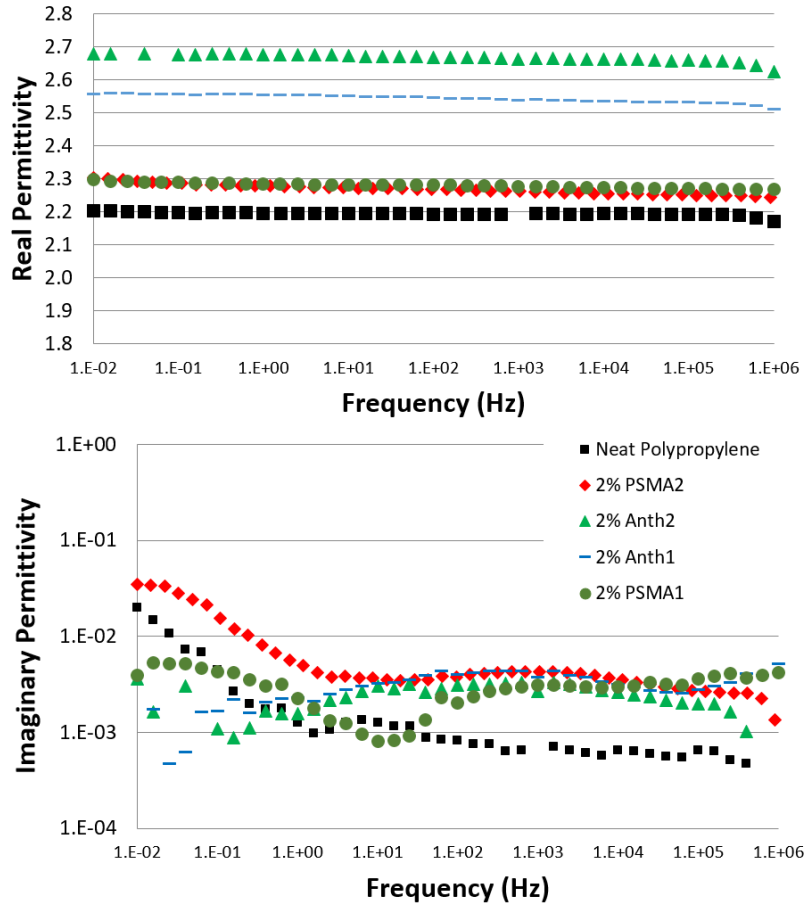 2.8
2.7
2.6
2.5
2.4
2.3
2.2
2.1
2.0
1.9
1.8
Real Permittivity
1.E-02 1.E-01 1.E+00 1.E+01 1.E+02 1.E+03 1.E+04 1.E+05 1.E+06
Frequency (Hz)
1.E+00
1.E-01
1.E-02
1.E-03
1.E-04
Imaginary Permittivity
Neat Polypropylene
2% PSMA2
2% Anth2
2% Anth1
2% PSMA1
1.E-02 1.E-01 1.E+00 1.E+01 1.E+02 1.E+03 1.E+04 1.E+05 1.E+06
Frequency (Hz)